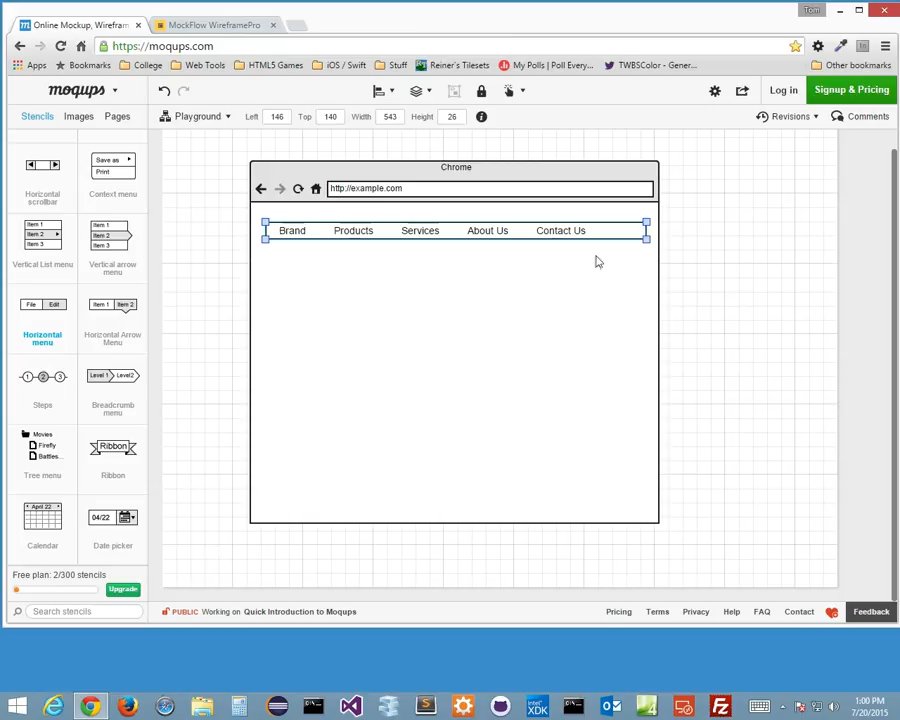 Tom
Online Mockup, Wirefram
MockFlow WireframePro
https://moqups.com
Apps
Bookmarks
College
Web Tools
HTML5 Games
iOS / Swift
Stuff
Reiner's Tilesets
My Polls | Poll Every...
TWBSColor - Gener...
Other bookmarks
moqups
Log in
Signup & Pricing
Stencils
Images
Pages
Playground
Left
146
Top
140
Width
543
Height
26
Revisions
Comments
Horizontal scrollbar
Save as
Print
Context menu
Item 1
Item 2
Item 3
Vertical List menu
Item 1
Item 2
Item 3
Vertical arrow menu
File
Edit
Horizontal menu
Item 1
Item 2
Horizontal Arrow Menu
1
2
3
Steps
Level 1
Level2
Breadcrumb menu
Movies
Firefly
Battles...
Tree menu
Ribbon
Ribbon
April 22
Calendar
04/22
Date picker
Chrome
http://example.com
Brand
Products
Services
About Us
Contact Us
Free plan: 2/300 stencils
Upgrade
Search stencils
PUBLIC Working on Quick Introduction to Moqups
Pricing
Terms
Privacy
Help
FAQ
Contact
Feedback
intel
XDK
1:00 PM
7/20/2015